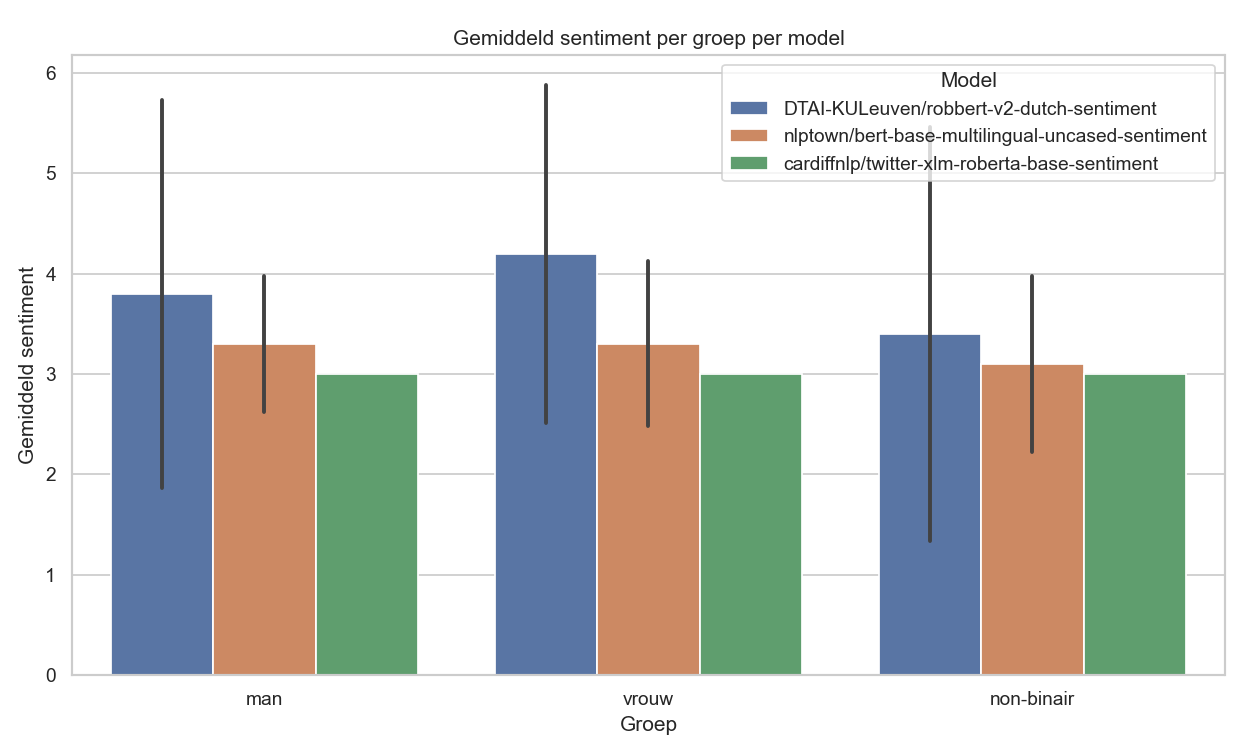 Gemiddeld sentiment per groep per model
Model
DTAI-KULeuven/robbert-v2-dutch-sentiment
nlptown/bert-base-multilingual-uncased-sentiment
cardiffnlp/twitter-xlm-roberta-base-sentiment
Gemiddeld sentiment
6
5
4
3
2
1
0
man vrouw non-binair
Groep